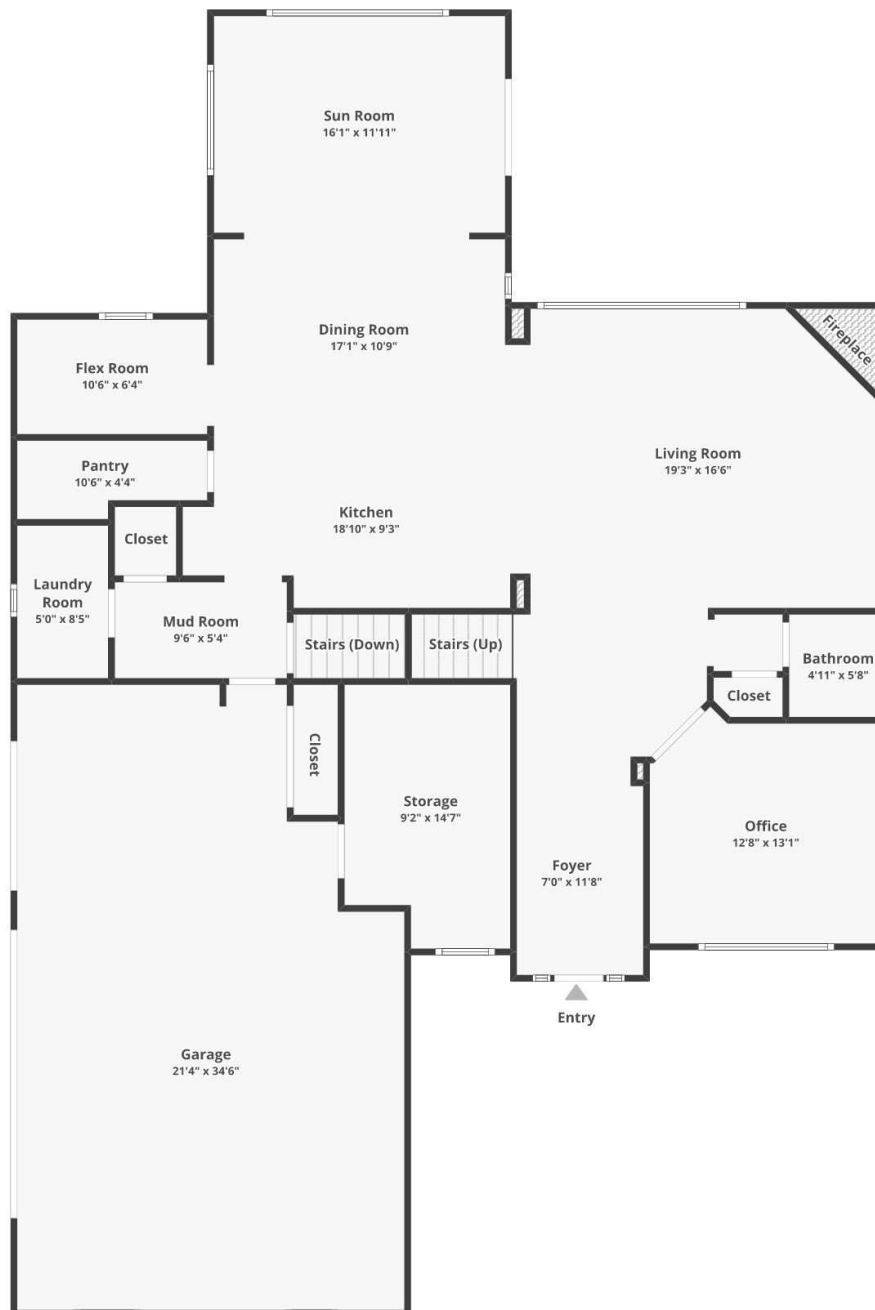 Sun Room
16'1" x 11'11"
Dining Room
17'1" x 10'9"
Fireplace
Flex Room
10'6" x 6'4"
Living Room
19'3" x 16'6"
Pantry
10'6" x 4'4"
Kitchen
18'10" x 9'3"
Closet
Laundry
Room
5'0" x 8'5"
Mud Room
9'6" x 5'4"
Stairs (Down)
Stairs (Up)
Bathroom
4'11" x 5'8"
Closet
Closet
Storage
9'2" x 14'7"
Office
12'8" x 13'1"
Foyer
7'0" x 11'8"
Entry
Garage
21'4" x 34'6"